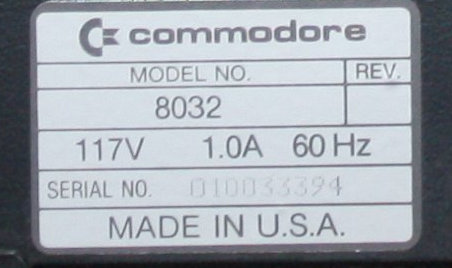 commodore
MODEL NO. REV.
8032
117V 1.0A 60 Hz
SERIAL NO. 010033394
MADE IN U.S.A.